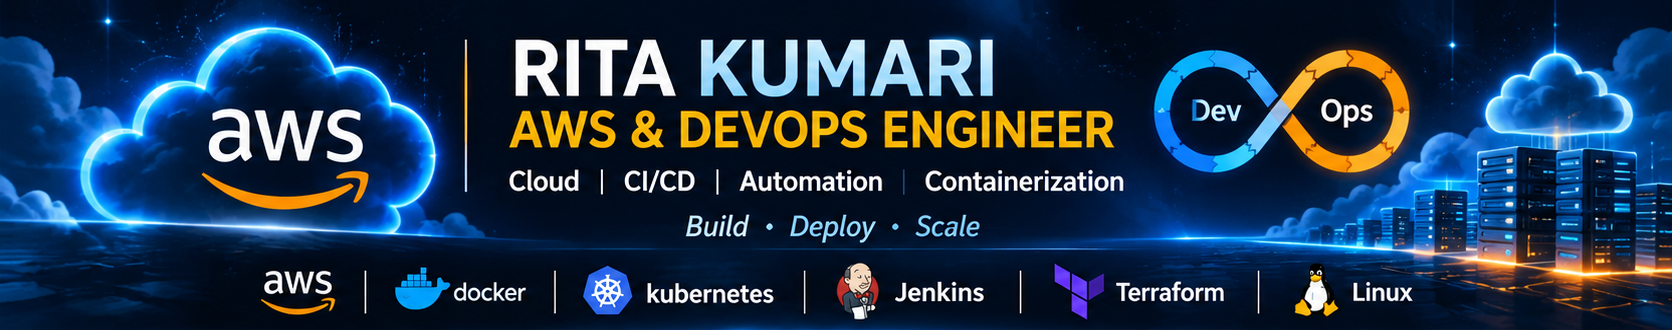 aws
RITA KUMARI
AWS & DEVOPS ENGINEER
Cloud | CI/CD | Automation | Containerization
Build • Deploy • Scale
Dev Ops
aws | docker | kubernetes | Jenkins | Terraform | Linux